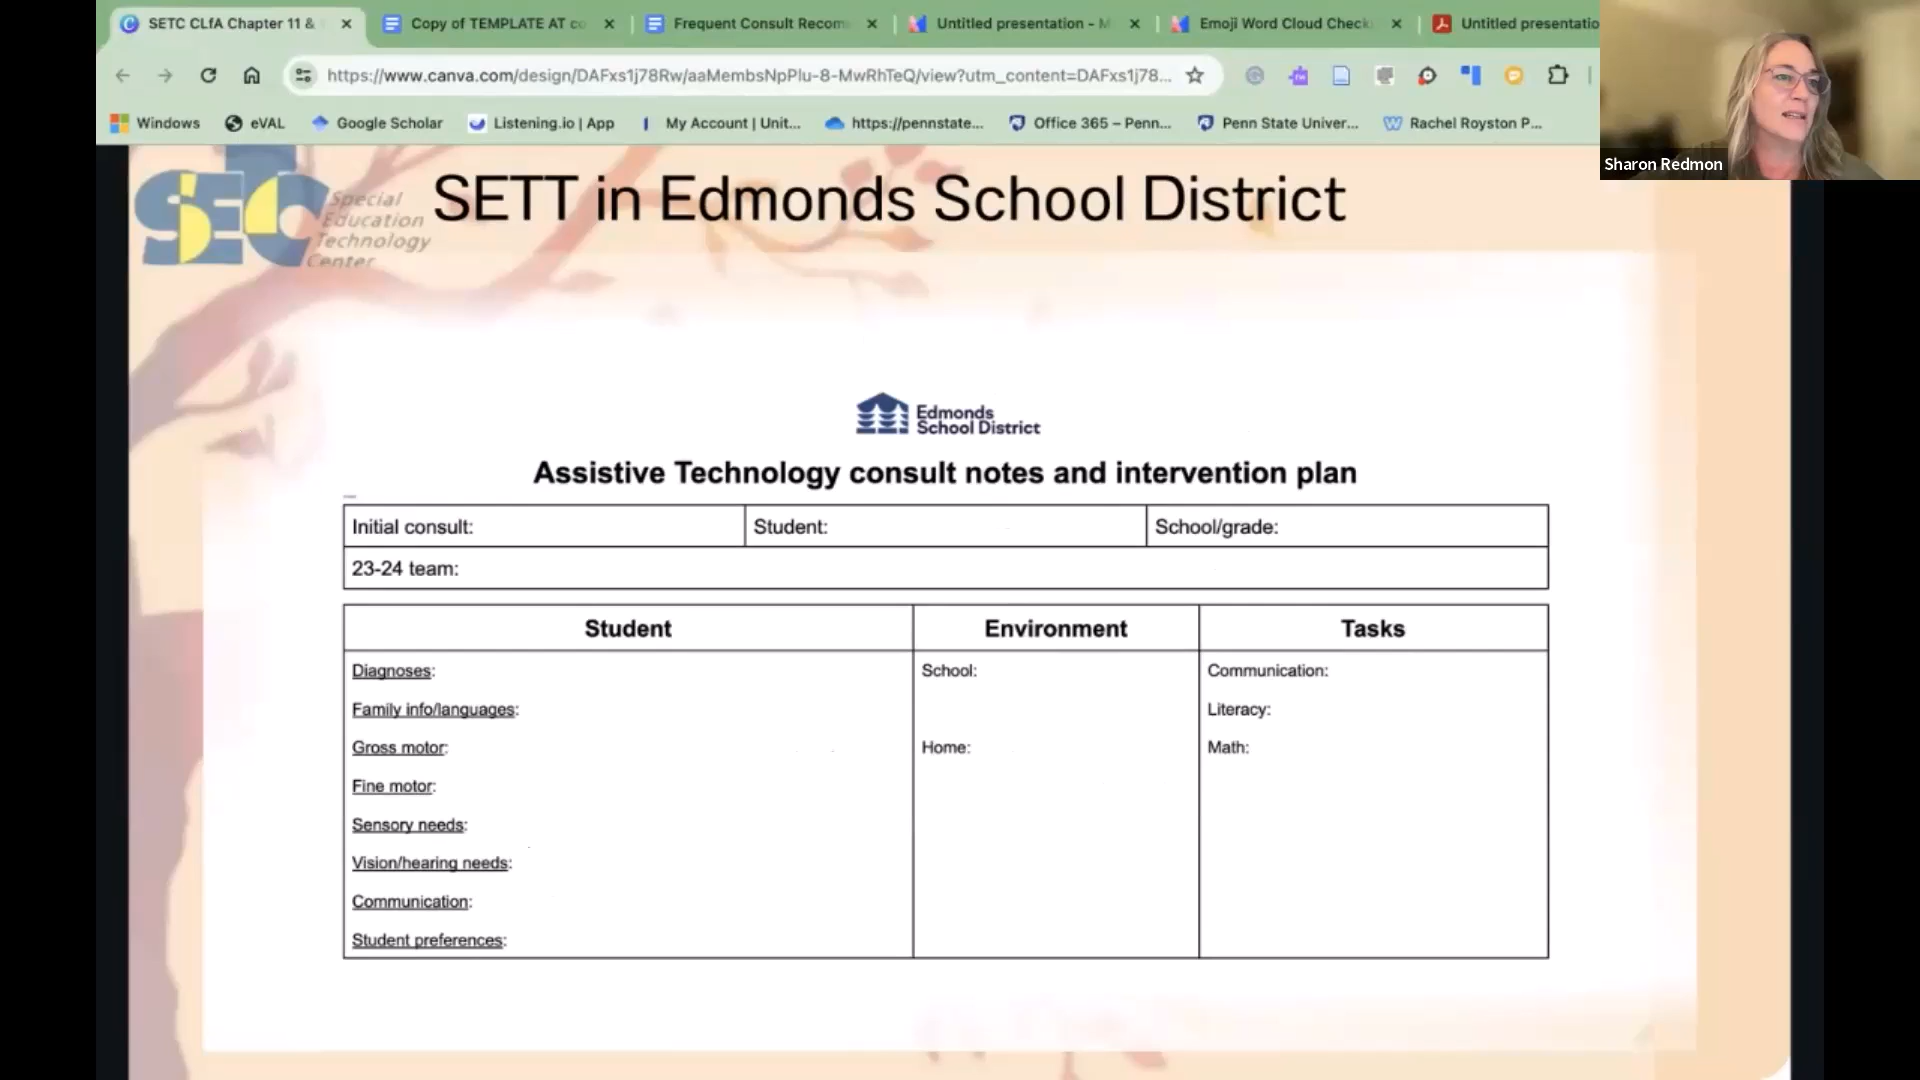 SETC CLfA Chapter 11 &
Copy of TEMPLATE AT co
Frequent Consult Recom
Untitled presentation - M
Emoji Word Cloud Check
Untitled presentatio
https://www.canva.com/design/DAFxs1j78Rw/aaMembsNpPlu-8-MwRhTeQ/view?utm_content=DAFxs1j78...
Windows
eVAL
Google Scholar
Listening.io | App
My Account | Unit...
https://pennstate...
Office 365 – Penn...
Penn State Univer...
Rachel Royston P...
Sharon Redmon
SETC
Special
Education
Technology
Center
SETT in Edmonds School District
Edmonds
School District
Assistive Technology consult notes and intervention plan
Initial consult:
Student:
School/grade:
23-24 team:
Student
Environment
Tasks
Diagnoses:
Family info/languages:
Gross motor:
Fine motor:
Sensory needs:
Vision/hearing needs:
Communication:
Student preferences:
School:
Home:
Communication:
Literacy:
Math: